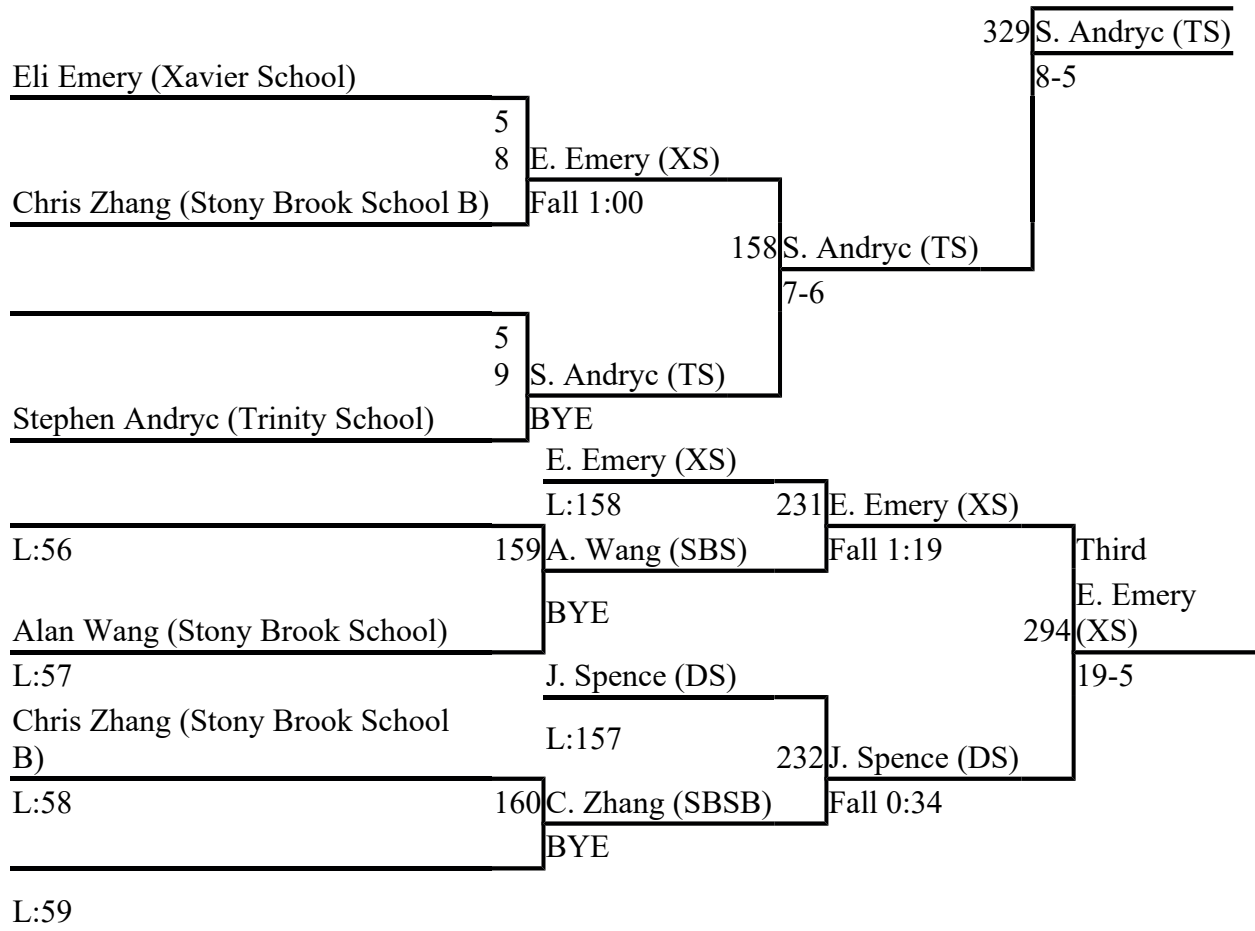 329 S. Andryc (TS)
8-5
Eli Emery (Xavier School)
5
8 E. Emery (XS)
Chris Zhang (Stony Brook School B) Fall 1:00
158 S. Andryc (TS)
7-6
5
9 S. Andryc (TS)
Stephen Andryc (Trinity School) BYE
E. Emery (XS)
L:158 231 E. Emery (XS)
L:56 159 A. Wang (SBS) Fall 1:19 Third
BYE E. Emery
Alan Wang (Stony Brook School) 294 (XS)
L:57 J. Spence (DS) 19-5
Chris Zhang (Stony Brook School
L:157
B) 232 J. Spence (DS)
L:58 160 C. Zhang (SBSB) Fall 0:34
BYE
L:59